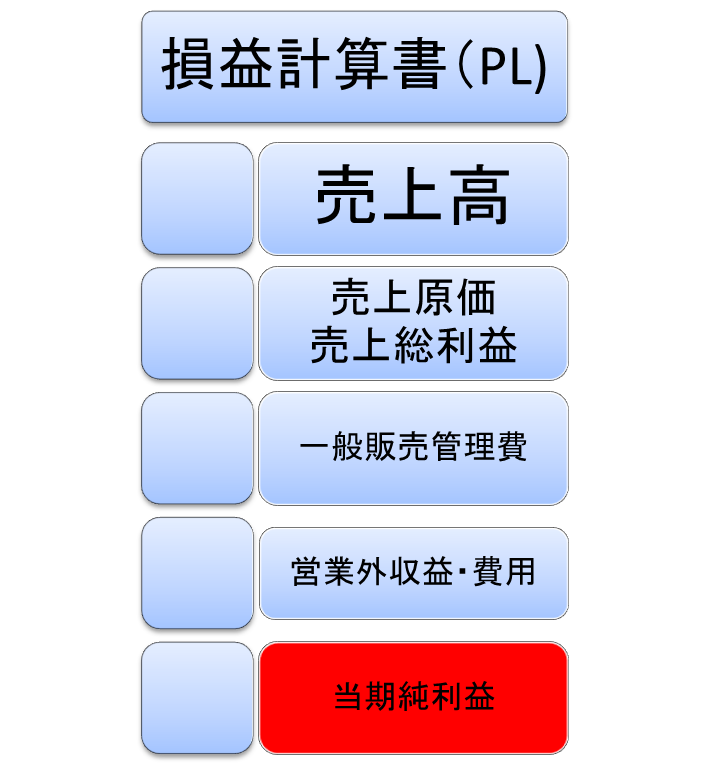 損益計算書（PL)
売上高
売上原価
売上総利益
一般販売管理費
営業外収益・費用
当期純利益